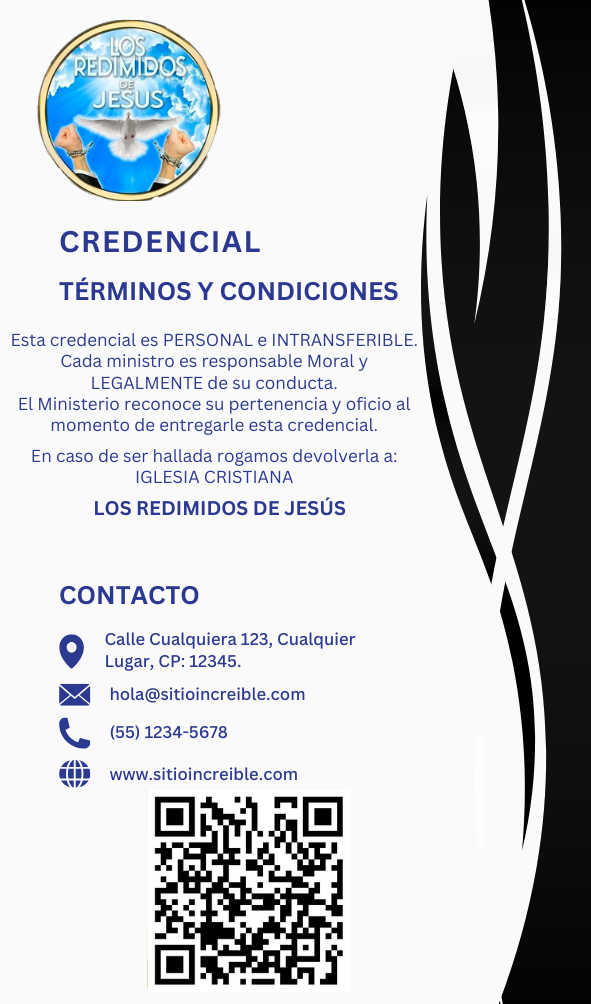 LOS
REDIMIDOS
DE
JESUS
CREDENCIAL
TÉRMINOS Y CONDICIONES
Esta credencial es PERSONAL e INTRANSFERIBLE.
Cada ministro es responsable Moral y
LEGALMENTE de su conducta.
El Ministerio reconoce su pertenencia y oficio al
momento de entregarle esta credencial.
En caso de ser hallada rogamos devolverla a:
IGLESIA CRISTIANA
LOS REDIMIDOS DE JESÚS
CONTACTO
Calle Cualquiera 123, Cualquier
Lugar, CP: 12345.
hola@sitioincreible.com
(55) 1234-5678
www.sitioincreible.com